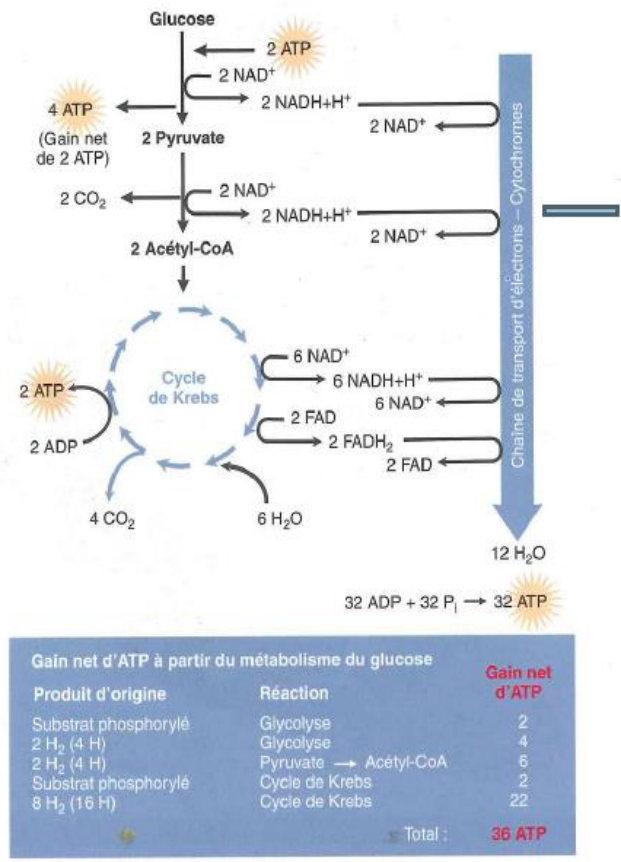 Glucose
2 ATP
2 NAD⁺
4 ATP
2 NADH+H⁺
(Gain net
de 2 ATP)
2 Pyruvate
2 NAD⁺
2 CO₂
2 NAD⁺
2 NADH+H⁺
2 NAD⁺
2 Acétyl-CoA
Chaîne de transport d'électrons – Cytochromes
Cycle
de Krebs
6 NAD⁺
6 NADH+H⁺
6 NAD⁺
2 ATP
2 ADP
2 FAD
2 FADH₂
2 FAD
4 CO₂
6 H₂O
12 H₂O
32 ADP + 32 Pᵢ → 32 ATP
Gain net d'ATP à partir du métabolisme du glucose
Produit d'origine Réaction Gain net d'ATP
Substrat phosphorylé Glycolyse 2
2 H₂ (4 H) Glycolyse 4
2 H₂ (4 H) Pyruvate → Acétyl-CoA 6
Substrat phosphorylé Cycle de Krebs 2
8 H₂ (16 H) Cycle de Krebs 22
Total : 36 ATP